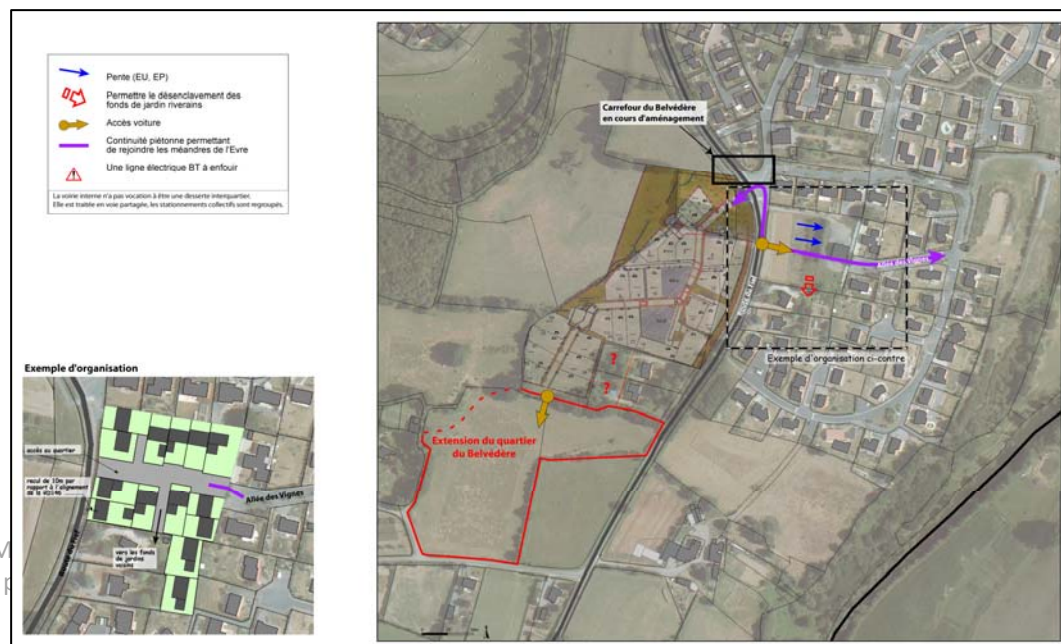 Pente (EU, EP)
Permettre le désenclavement des
fonds de jardin riverains
Accès voiture
Continuité piétonne permettant
de rejoindre les méandres de l'Evre
Une ligne électrique BT à enfouir
La voirie interne n'a pas vocation à être une desserte interquartier.
Elle est traitée en voie partagée, les stationnements collectifs sont regroupés.
Carrefour du Belvédère
en cours d'aménagement
Allée des Vignes
Exemple d'organisation ci-contre
?
?
Extension du quartier
du Belvédère
Exemple d'organisation
accès au quartier
recul de 10m par
rapport à l'alignement
de la RD
Allée des Vignes
vers les fonds
de jardins
voisins